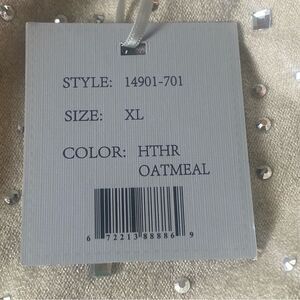 STYLE: 14901-701
SIZE: XL
COLOR: HTHR
OATMEAL
6 72213 88886 9